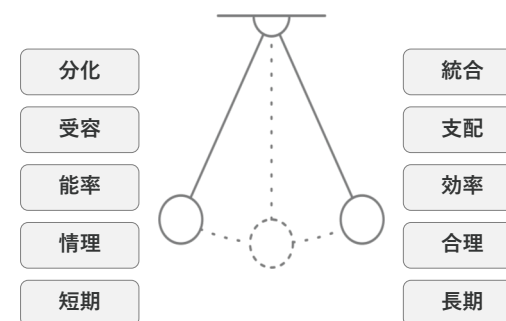 分化
統合
受容
支配
能率
効率
情理
合理
短期
長期